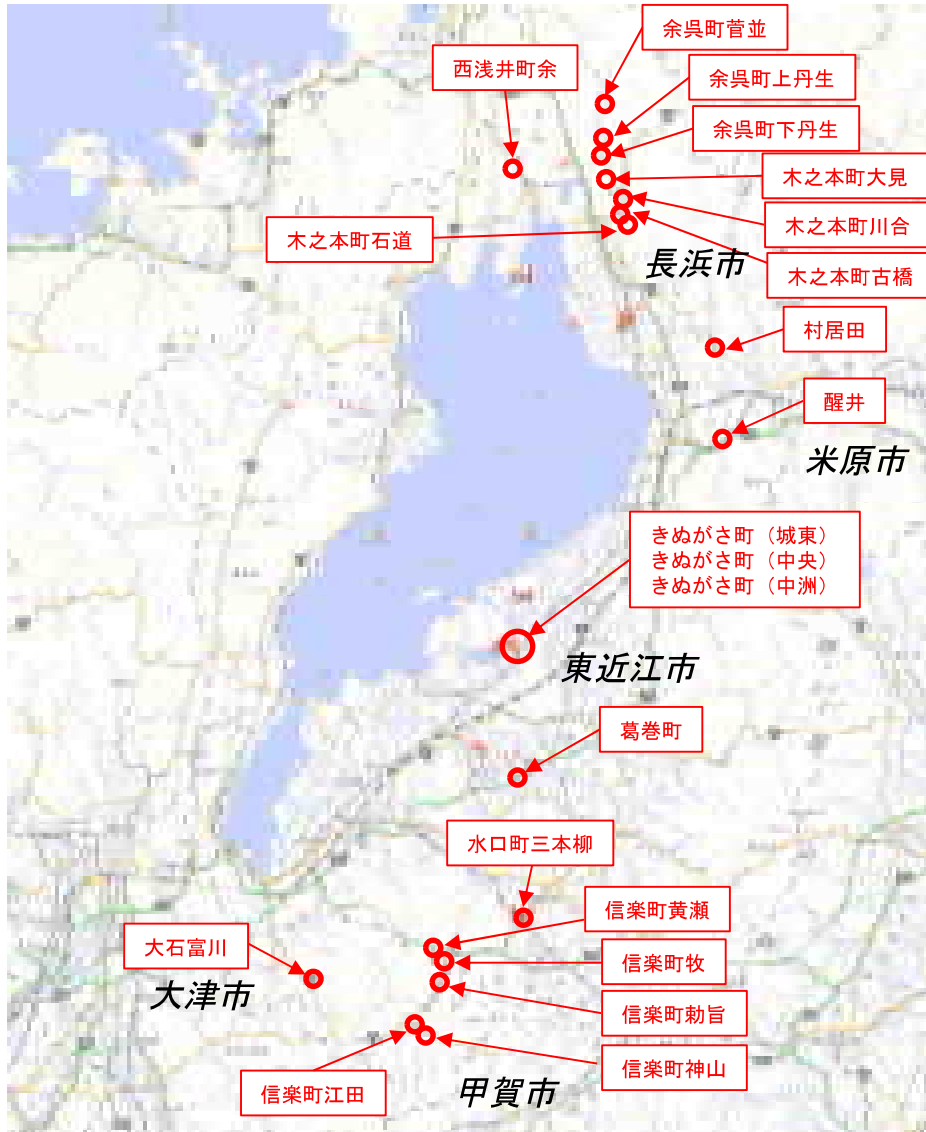 余呉町菅並
西浅井町余
余呉町上丹生
余呉町下丹生
木之本町大見
木之本町川合
木之本町石道
長浜市
木之本町古橋
村居田
醒井
米原市
きぬがさ町（城東）
きぬがさ町（中央）
きぬがさ町（中洲）
東近江市
葛巻町
水口町三本柳
信楽町黄瀬
大石富川
信楽町牧
大津市
信楽町勅旨
信楽町神山
信楽町江田
甲賀市